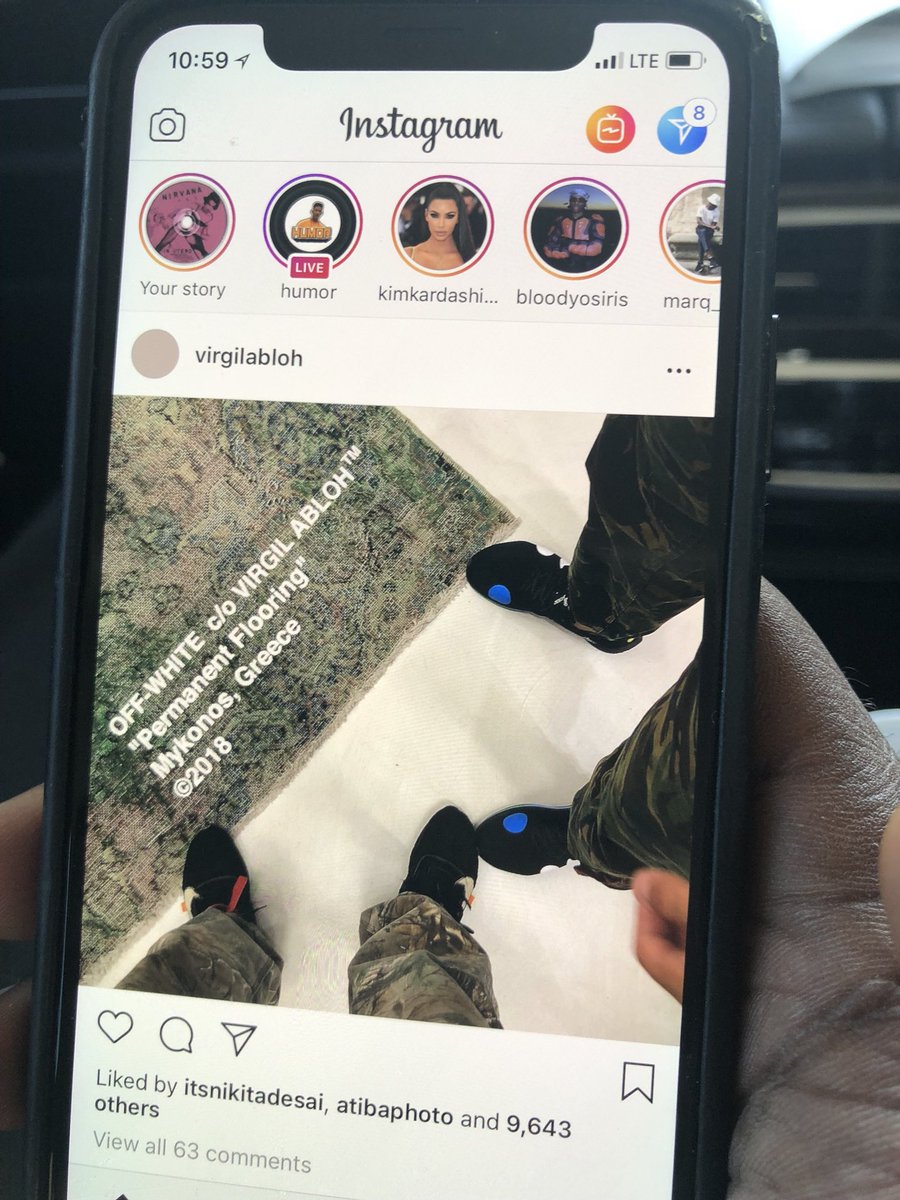 10:59 LTE
Instagram
8
NIRVANA
HUMOR
LIVE
Your story humor kimkardashi... bloodyosiris marq_
virgilabloh
OFF-WHITE c/o VIRGIL ABLOH™
"Permanent Flooring"
Mykonos, Greece
©2018
Liked by itsnikitadesai, atibaphoto and 9,643
others
View all 63 comments